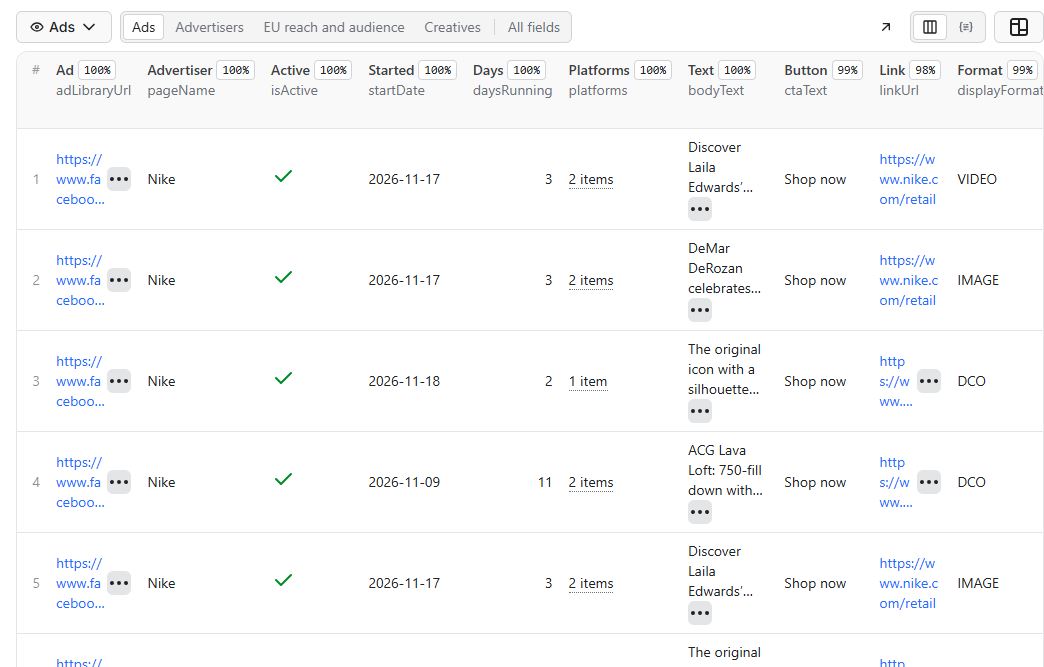 Ads
Ads Advertisers EU reach and audience Creatives All fields
# Ad 100% Advertiser 100% Active 100% Started 100% Days 100% Platforms 100% Text 100% Button 99% Link 98% Format 99%
adLibraryUrl pageName isActive startDate daysRunning platforms bodyText ctaText linkUrl displayFormat
Discover
https:// Laila https://w
1 www.fa ••• Nike 2026-11-17 3 2 items Edwards'... Shop now ww.nike.c VIDEO
ceboo... ••• om/retail
DeMar
https:// DeRozan https://w
2 www.fa ••• Nike 2026-11-17 3 2 items celebrates... Shop now ww.nike.c IMAGE
ceboo... ••• om/retail
The original
https:// icon with a http
3 www.fa ••• Nike 2026-11-18 2 1 item silhouette... Shop now s://w ••• DCO
ceboo... ••• ww....
ACG Lava
https:// Loft: 750-fill http
4 www.fa ••• Nike 2026-11-09 11 2 items down with... Shop now s://w ••• DCO
ceboo... ••• ww....
Discover
https:// Laila https://w
5 www.fa ••• Nike 2026-11-17 3 2 items Edwards'... Shop now ww.nike.c IMAGE
ceboo... ••• om/retail
The original
https:// http